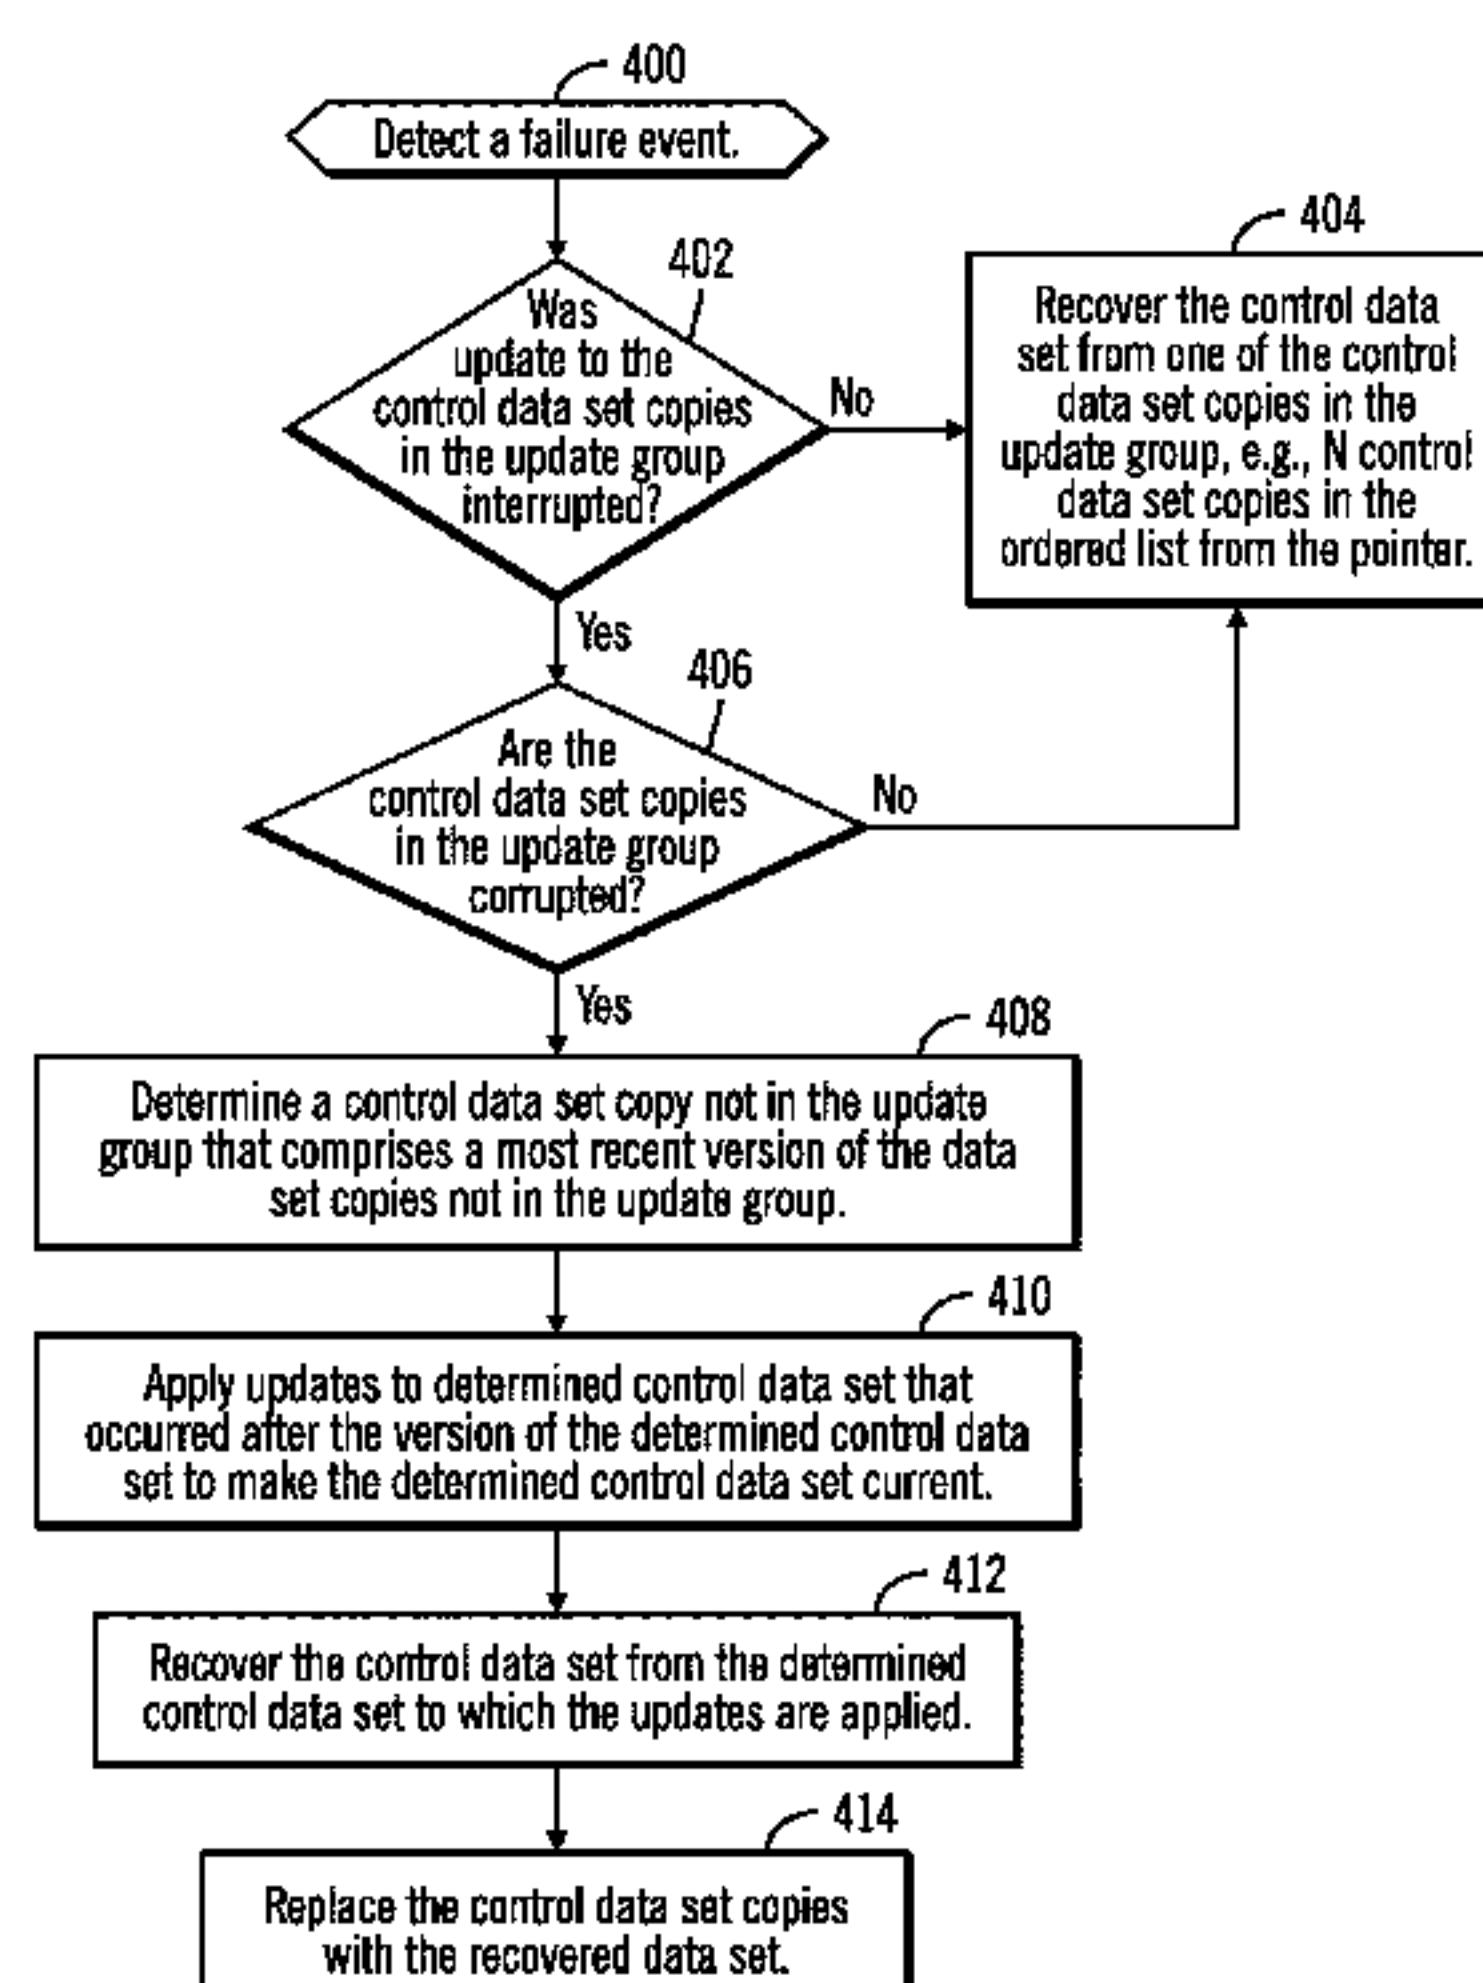 400
Detect a failure event.
402
Was
update to the
control data set copies
in the update group
interrupted?
No
Yes
404
Recover the control data
set from one of the control
data set copies in the
update group, e.g., N control
data set copies in the
ordered list from the pointer.
406
Are the
control data set copies
in the update group
corrupted?
No
Yes
408
Determine a control data set copy not in the update
group that comprises a most recent version of the data
set copies not in the update group.
410
Apply updates to determined control data set that
occurred after the version of the determined control data
set to make the determined control data set current.
412
Recover the control data set from the determined
control data set to which the updates are applied.
414
Replace the control data set copies
with the recovered data set.